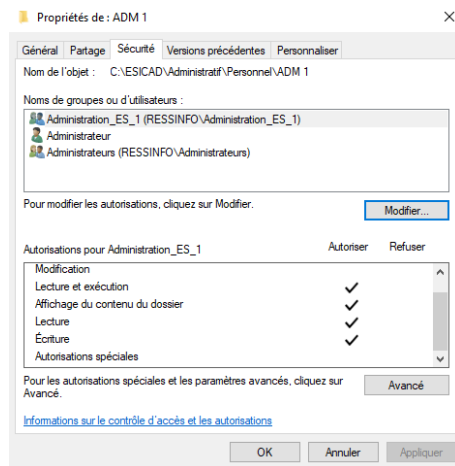 Propriétés de : ADM 1
Général Partage Sécurité Versions précédentes Personnaliser
Nom de l'objet : C:\ESICAD\Administratif\Personnel\ADM 1
Noms de groupes ou d'utilisateurs :
Administration_ES_1 (RESSINFO\Administration_ES_1)
Administrateur
Administrateurs (RESSINFO\Administrateurs)
Pour modifier les autorisations, cliquez sur Modifier.
Modifier...
Autorisations pour Administration_ES_1 Autoriser Refuser
Modification
Lecture et exécution
Affichage du contenu du dossier
Lecture
Écriture
Autorisations spéciales
Pour les autorisations spéciales et les paramètres avancés, cliquez sur
Avancé.
Avancé
Informations sur le contrôle d'accès et les autorisations
OK Annuler Appliquer